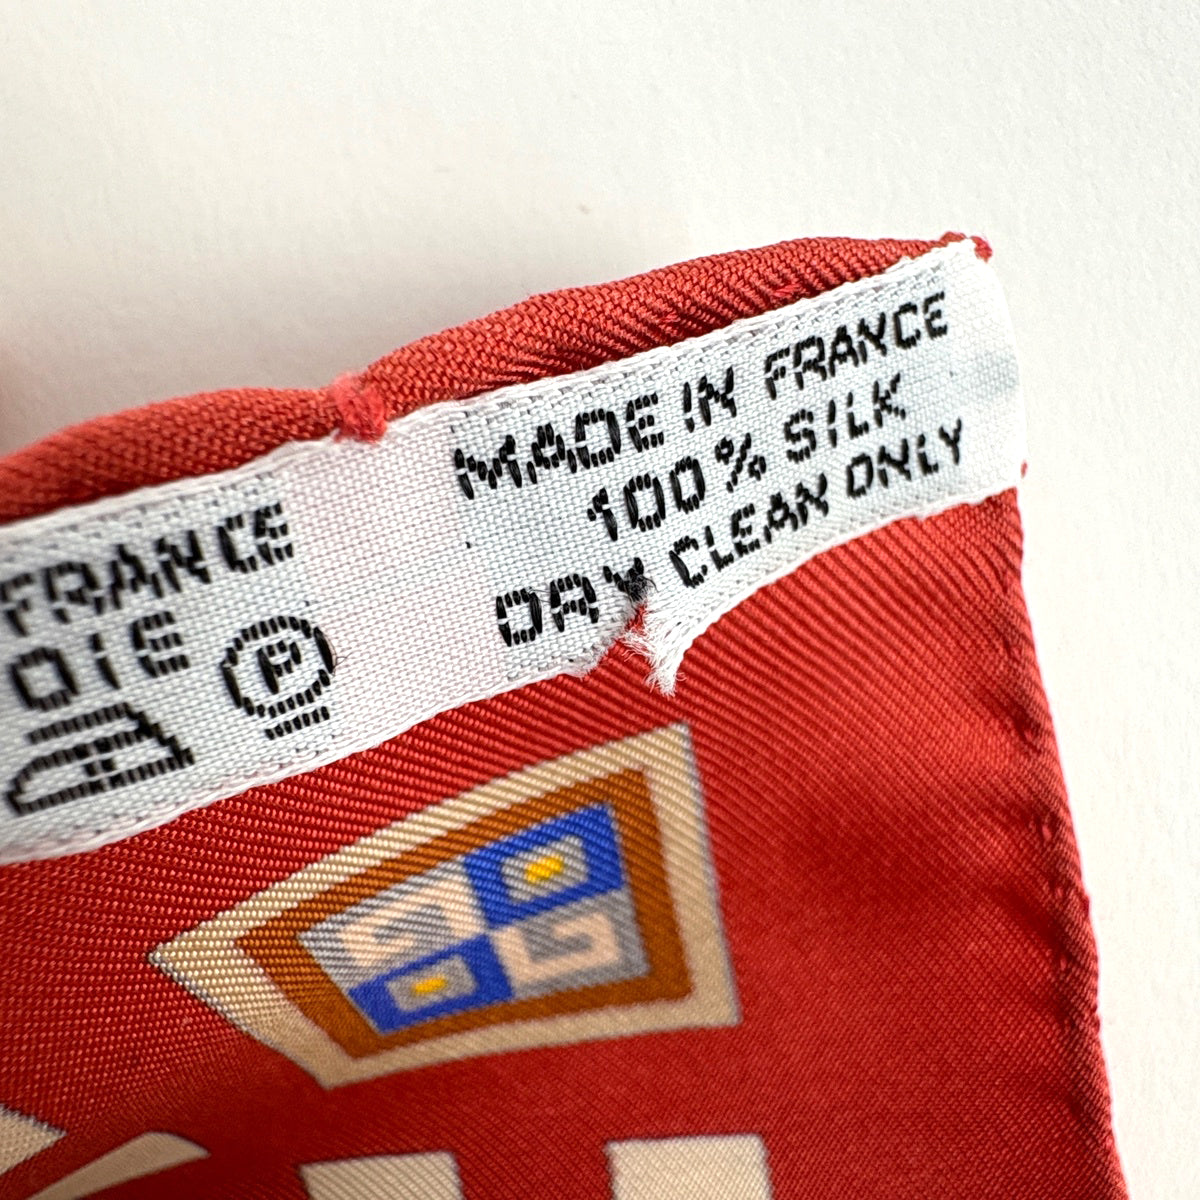 FRANCE
OIE
P
MADE IN FRANCE
100% SILK
DRY CLEAN ONLY